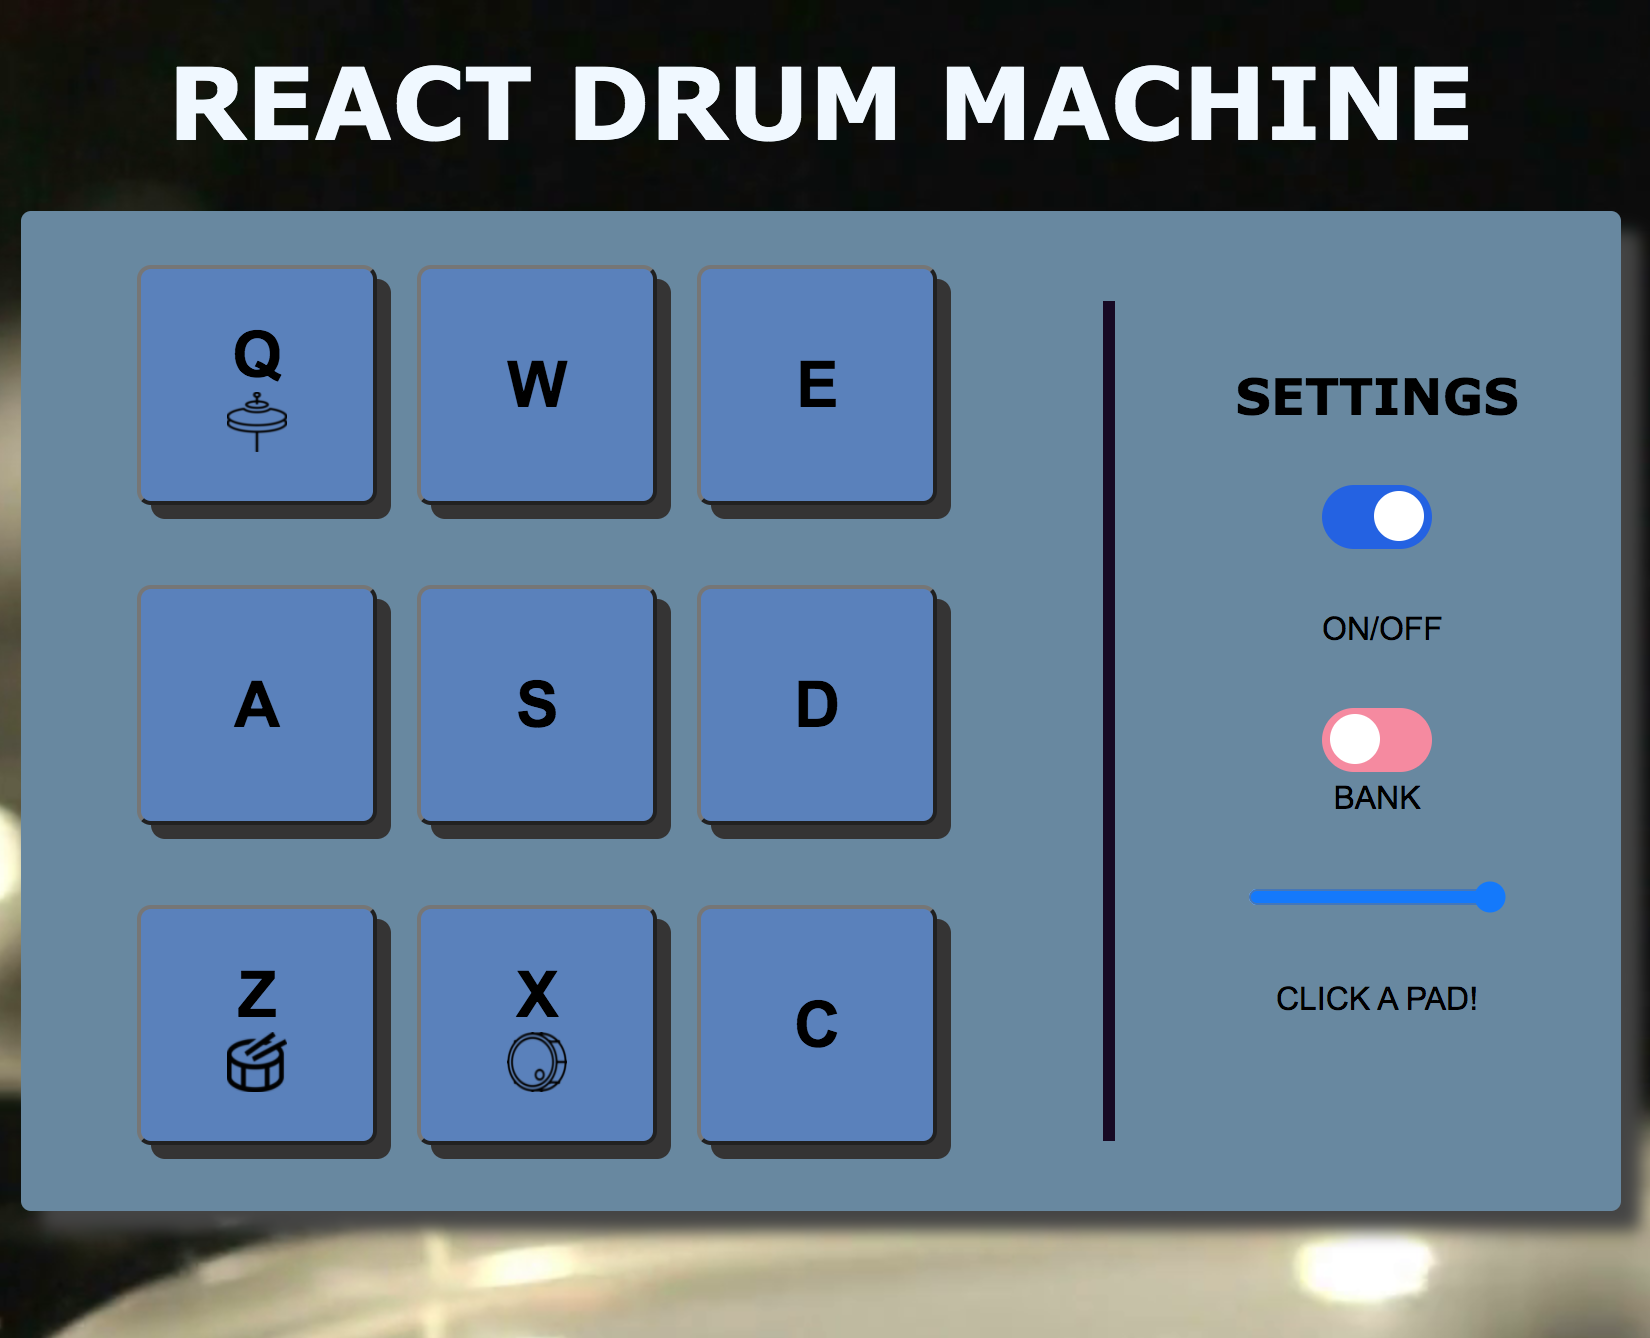 REACT DRUM MACHINE
Q
W
E
A
S
D
Z
X
C
SETTINGS
ON/OFF
BANK
CLICK A PAD!